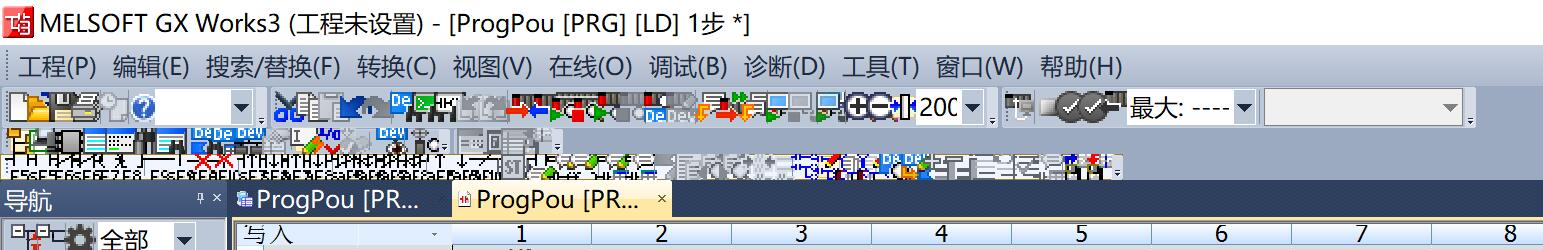 MELSOFT GX Works3 (工程未设置) - [ProgPou [PRG] [LD] 1步 *]
工程(P) 编辑(E) 搜索/替换(F) 转换(C) 视图(V) 在线(O) 调试(B) 诊断(D) 工具(T) 窗口(W) 帮助(H)
200 最大: ----
ST
导航 ProgPou [PR... ProgPou [PR...
全部 写入 1 2 3 4 5 6 7 8